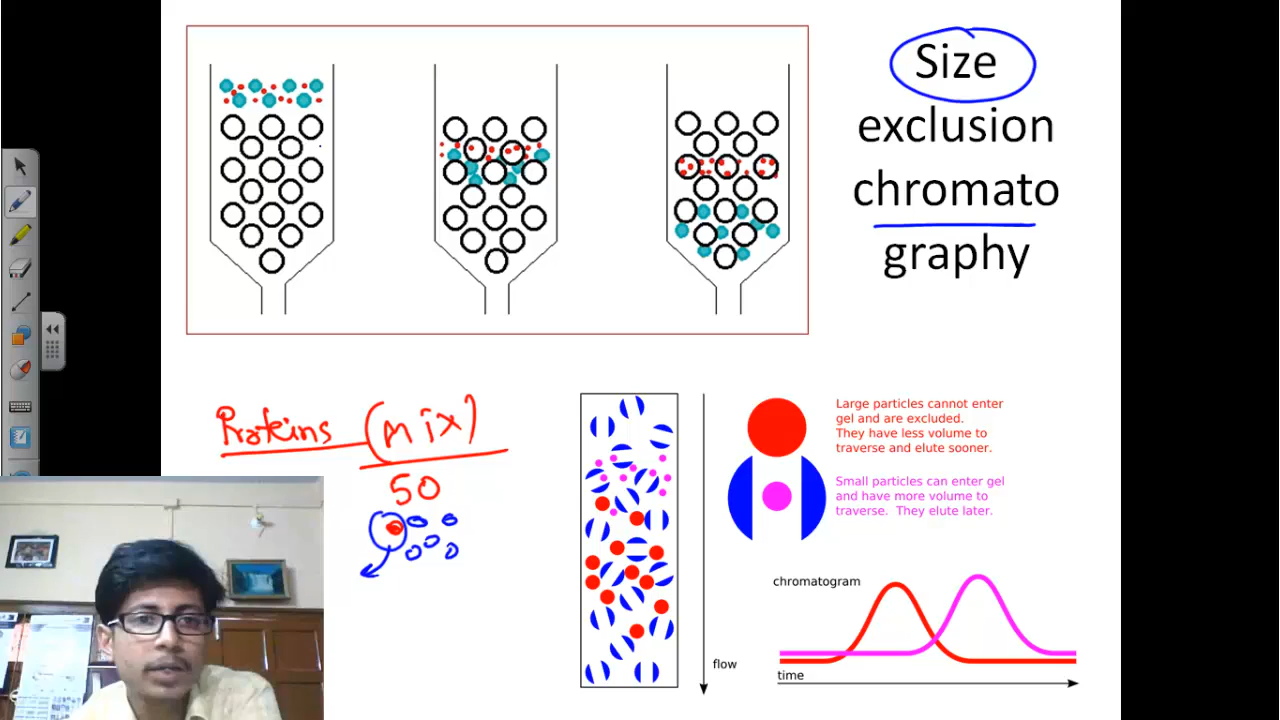 Size
exclusion
chromato
graphy
Proteins (Mix)
50
Large particles cannot enter
gel and are excluded.
They have less volume to
traverse and elute sooner.
Small particles can enter gel
and have more volume to
traverse. They elute later.
chromatogram
flow
time